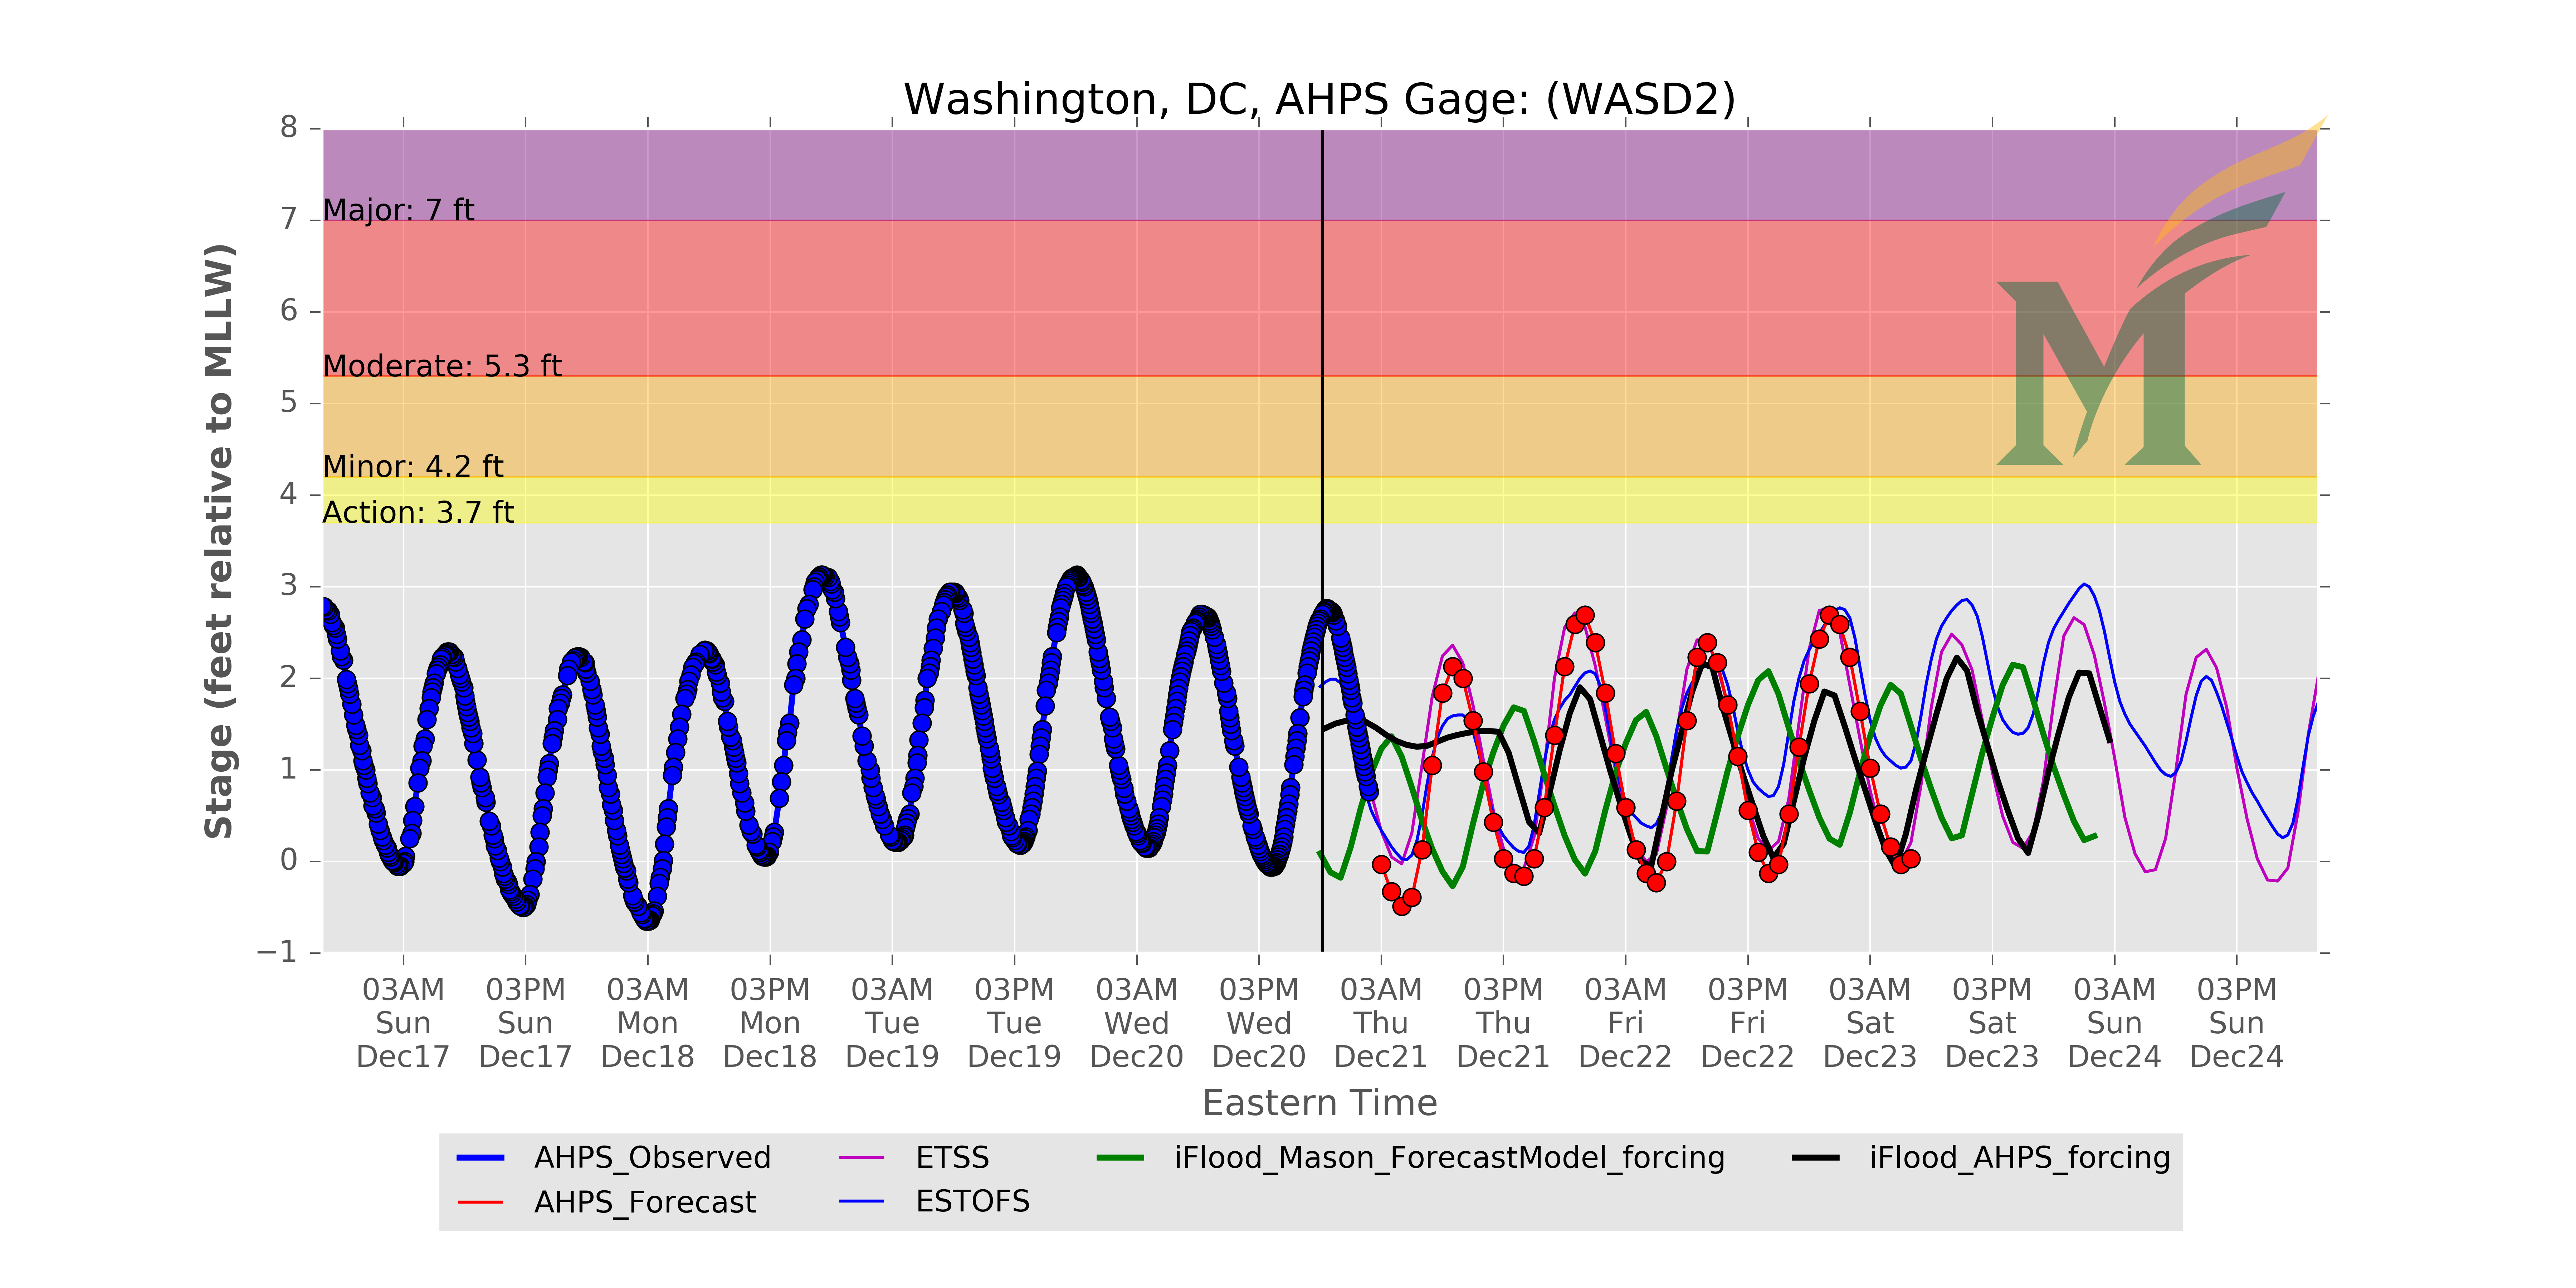 Washington, DC, AHPS Gage: (WASD2)
Stage (feet relative to MLLW)
8
7
6
5
4
3
2
1
0
−1
Major: 7 ft
Moderate: 5.3 ft
Minor: 4.2 ft
Action: 3.7 ft
03AM 03PM 03AM 03PM 03AM 03PM 03AM 03PM 03AM 03PM 03AM 03PM 03AM 03PM 03AM 03PM
Sun Sun Mon Mon Tue Tue Wed Wed Thu Thu Fri Fri Sat Sat Sun Sun
Dec17 Dec17 Dec18 Dec18 Dec19 Dec19 Dec20 Dec20 Dec21 Dec21 Dec22 Dec22 Dec23 Dec23 Dec24 Dec24
Eastern Time
AHPS_Observed ETSS iFlood_Mason_ForecastModel_forcing iFlood_AHPS_forcing
AHPS_Forecast ESTOFS
M